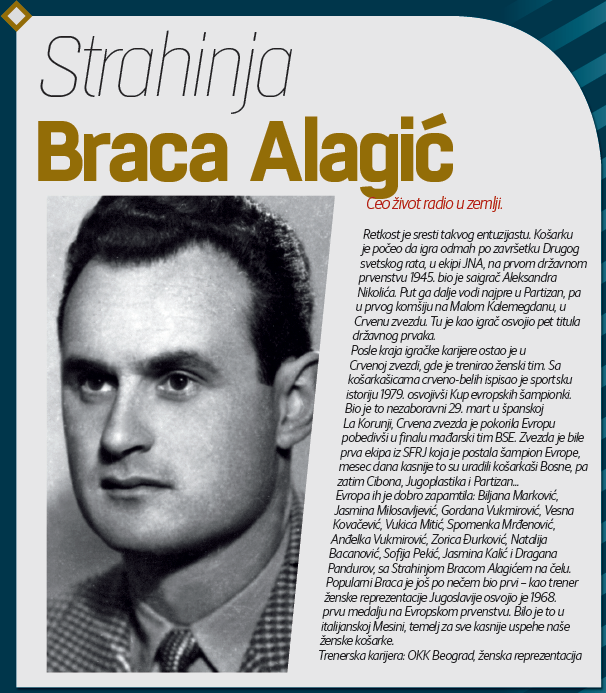 Strahinja
Braca Alagić
Ceo život radio u zemlji.
Retkost je sresti takvog entuzijastu. Košarku
je počeo da igra odmah po završetku Drugog
svetskog rata, u ekipi JNA, na prvom državnom
prvenstvu 1945. bio je saigrač Aleksandra
Nikolića. Put ga dalje vodi najpre u Partizan, pa
u prvog komšiju na Malom Kalemegdanu, u
Crvenu zvezdu. Tu je kao igrač osvojio pet titula
državnog prvaka.
Posle kraja igračke karijere ostao je u
Crvenoj zvezdi, gde je trenirao ženski tim. Sa
košarkašicama crveno-belih ispisao je sportsku
istoriju 1979. osvojivši Kup evropskih šampionki.
Bio je to nezaboravni 29. mart u španskoj
La Korunji, Crvena zvezda je pokorila Evropu
pobedivši u finalu mađarski tim BSE. Zvezda je bile
prva ekipa iz SFRJ koja je postala šampion Evrope,
mesec dana kasnije to su uradili košarkaši Bosne, pa
zatim Cibona, Jugoplastika i Partizan...
Evropa ih je dobro zapamtila: Biljana Marković,
Jasmina Milosavljević, Gordana Vukmirović, Vesna
Kovačević, Vukica Mitić, Spomenka Mrđenović,
Anđelka Vukmirović, Zorica Đurković, Natalija
Bacanović, Sofija Pekić, Jasmina Kalić i Dragana
Pandurov, sa Strahinjom Bracom Alagićem na čelu.
Popularni Braca je još po nečem bio prvi – kao trener
ženske reprezentacije Jugoslavije osvojio je 1968.
prvu medalju na Evropskom prvenstvu. Bilo je to u
italijanskoj Mesini, temelj za sve kasnije uspehe naše
ženske košarke.
Trenerska karijera: OKK Beograd, ženska reprezentacija